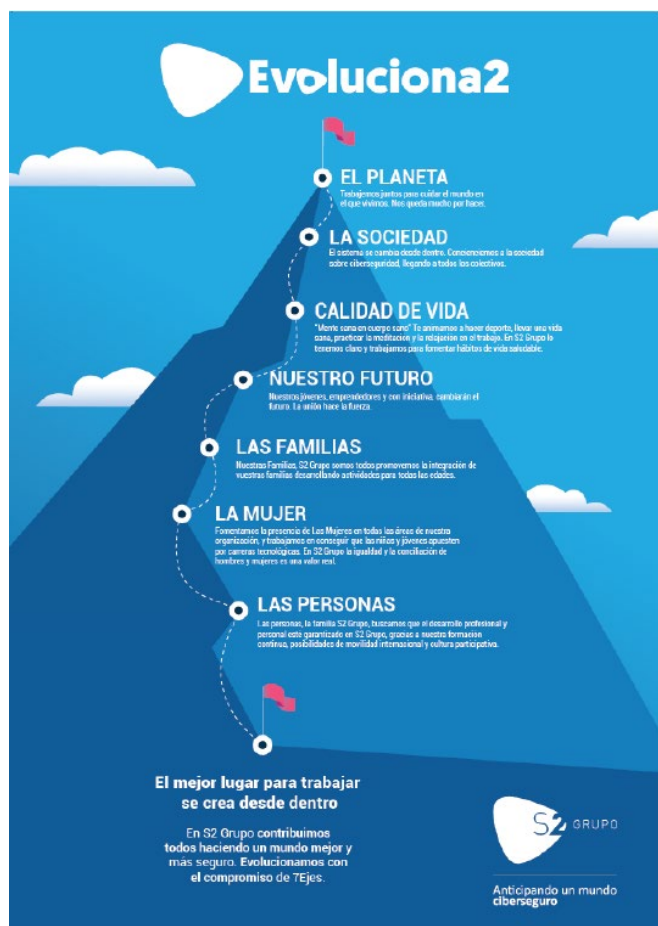 Evoluciona2
EL PLANETA
Trabajemos juntos para cuidar el mundo en
el que vivimos. Nos queda mucho por hacer.
LA SOCIEDAD
El sistema se cambia desde dentro. Concienciemos a la sociedad
sobre ciberseguridad, llegando a todos los colectivos.
CALIDAD DE VIDA
"Mente sana en cuerpo sano" Te animamos a hacer deporte, llevar una vida
sana, practicar la meditación y la relajación en el trabajo. En S2 Grupo lo
tenemos claro y trabajamos para fomentar hábitos de vida saludable.
NUESTRO FUTURO
Nuestros jóvenes, emprendedores y con iniciativa, cambiarán el
futuro. La unión hace la fuerza.
LAS FAMILIAS
Nuestras Familias, S2 Grupo somos todos promovemos la integración de
vuestras familias desarrollando actividades para todas las edades.
LA MUJER
Fomentamos la presencia de Las Mujeres en todas las áreas de nuestra
organización, y trabajamos en conseguir que las niñas y jóvenes apuesten
por carreras tecnológicas. En S2 Grupo la igualdad y la conciliación de
hombres y mujeres es una valor real.
LAS PERSONAS
Las personas, la familia S2 Grupo, buscamos que el desarrollo profesional y
personal este garantizado en S2 Grupo, gracias a nuestra formación
continua, posibilidades de movilidad internacional y cultura participativa.
El mejor lugar para trabajar
se crea desde dentro
En S2 Grupo contribuimos
todos haciendo un mundo mejor y
más seguro. Evolucionamos con
el compromiso de 7Ejes.
S2 GRUPO
Anticipando un mundo
ciberseguro